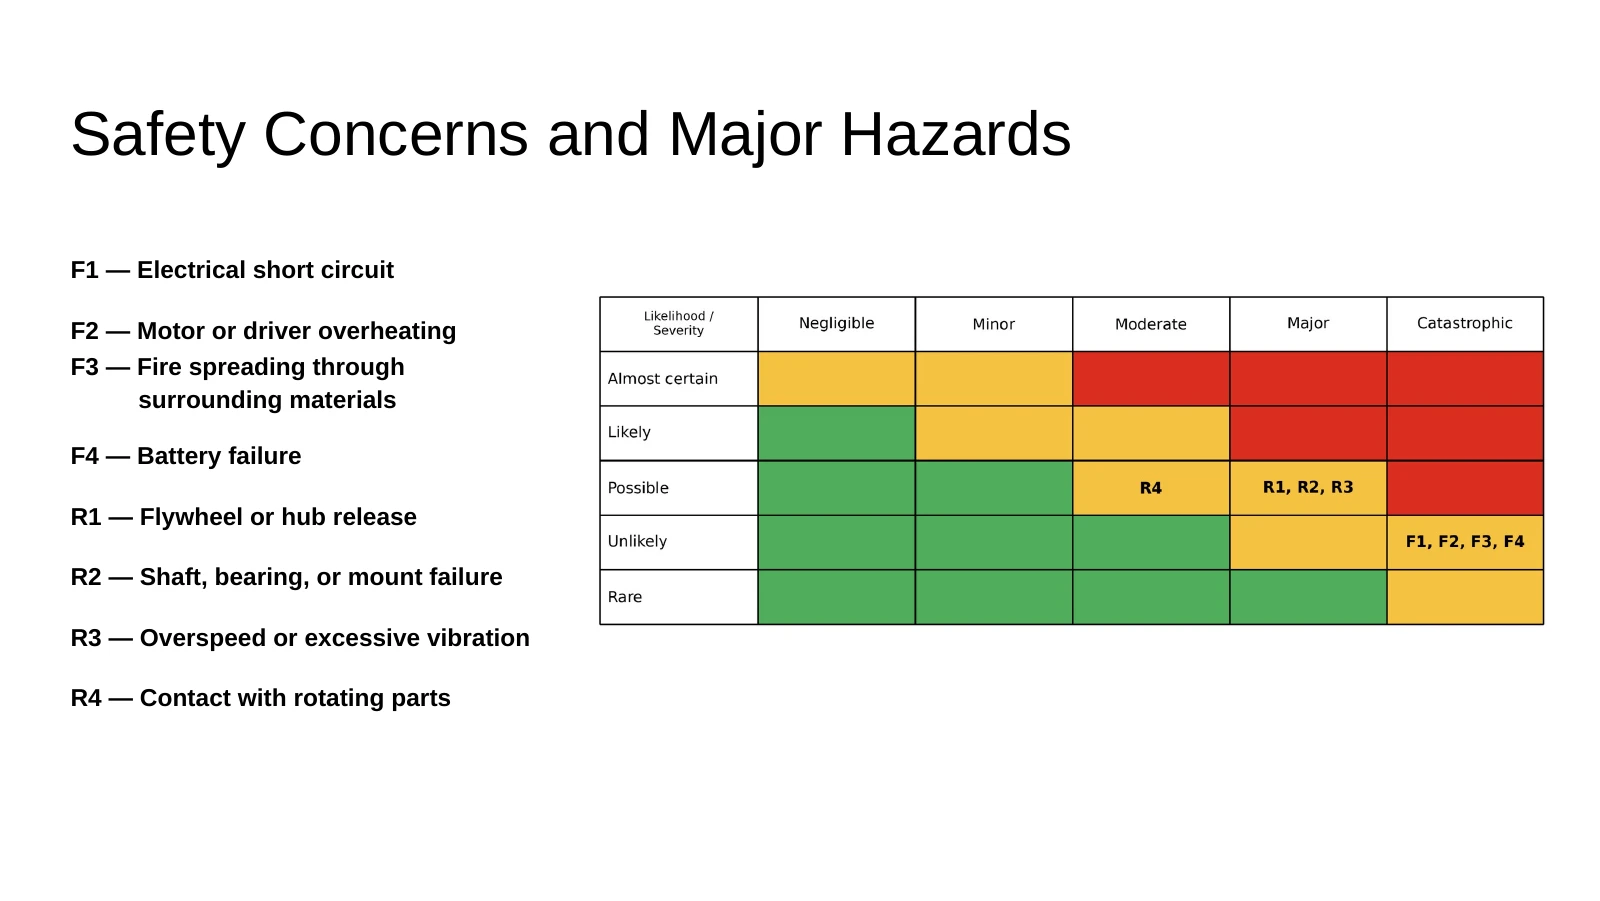 Safety Concerns and Major Hazards
F1 — Electrical short circuit
F2 — Motor or driver overheating
F3 — Fire spreading through
surrounding materials
F4 — Battery failure
R1 — Flywheel or hub release
R2 — Shaft, bearing, or mount failure
R3 — Overspeed or excessive vibration
R4 — Contact with rotating parts
Likelihood /
Severity
Negligible
Minor
Moderate
Major
Catastrophic
Almost certain
Likely
Possible
R4
R1, R2, R3
Unlikely
F1, F2, F3, F4
Rare